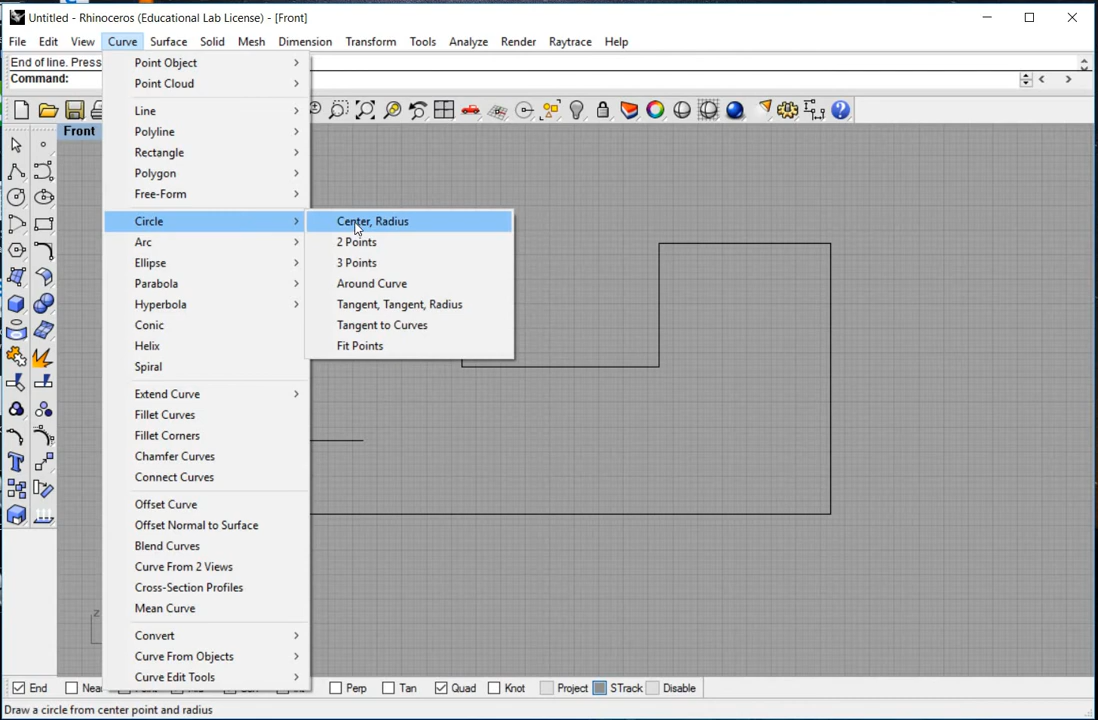 Untitled - Rhinoceros (Educational Lab License) - [Front]
File Edit View Curve Surface Solid Mesh Dimension Transform Tools Analyze Render Raytrace Help
End of line. Press
Command:
Front
Point Object
Point Cloud
Line
Polyline
Rectangle
Polygon
Free-Form
Circle
Arc
Ellipse
Parabola
Hyperbola
Conic
Helix
Spiral
Extend Curve
Fillet Curves
Fillet Corners
Chamfer Curves
Connect Curves
Offset Curve
Offset Normal to Surface
Blend Curves
Curve From 2 Views
Cross-Section Profiles
Mean Curve
Convert
Curve From Objects
Curve Edit Tools
Center, Radius
2 Points
3 Points
Around Curve
Tangent, Tangent, Radius
Tangent to Curves
Fit Points
z
End Near Perp Tan Quad Knot Project STrack Disable
Draw a circle from center point and radius